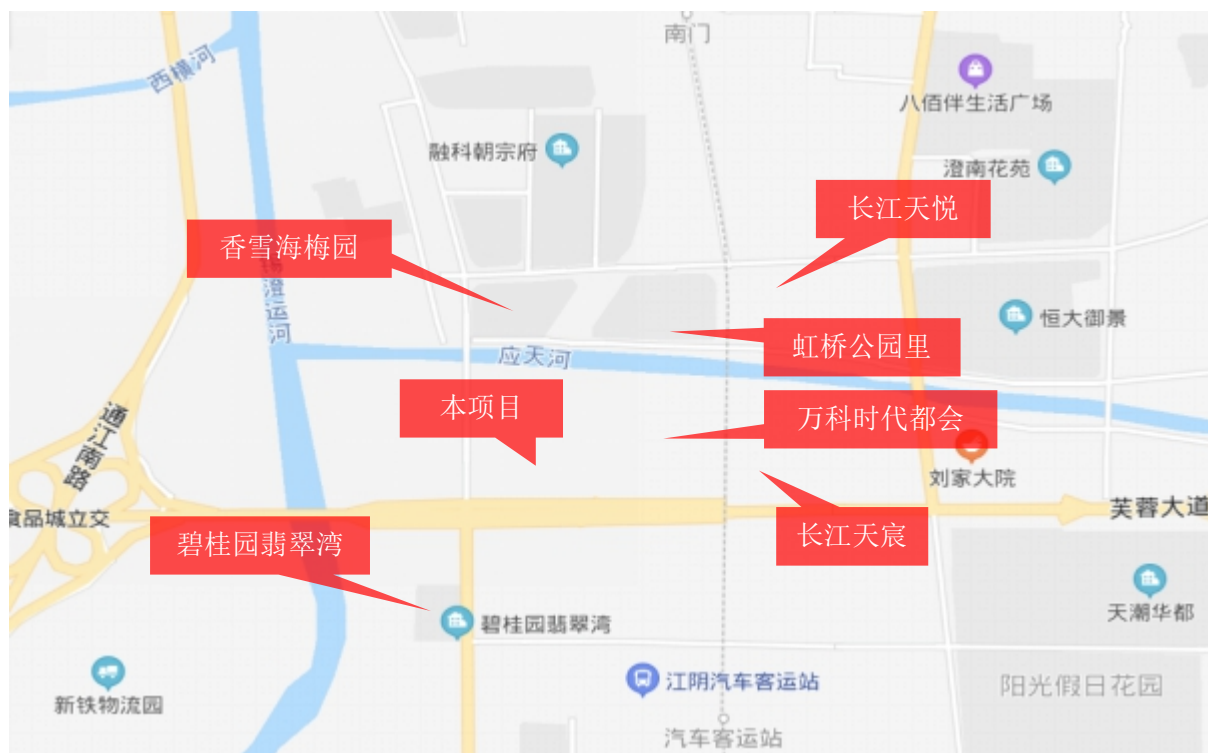 南门
西横河
八佰伴生活广场
融科朝宗府
澄南花苑
长江天悦
香雪海梅园
锡澄运河
恒大御景
虹桥公园里
应天河
本项目
万科时代都会
通江南路
刘家大院
食品城立交
芙蓉大道
长江天宸
碧桂园翡翠湾
天潮华都
碧桂园翡翠湾
江阴汽车客运站
阳光假日花园
新铁物流园
汽车客运站